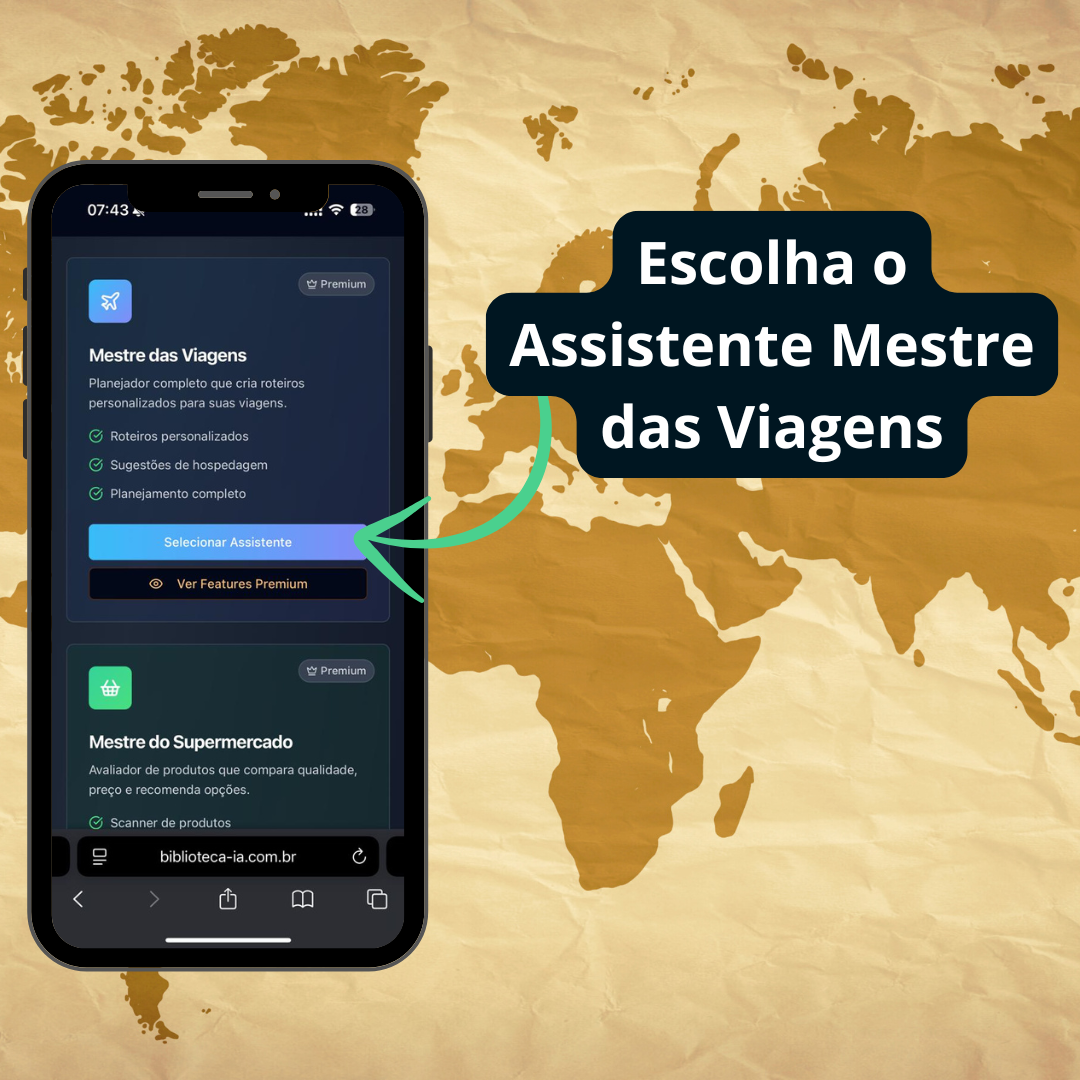 07:43
28
Premium
Mestre das Viagens
Planejador completo que cria roteiros
personalizados para suas viagens.
Roteiros personalizados
Sugestões de hospedagem
Planejamento completo
Selecionar Assistente
Ver Features Premium
Premium
Mestre do Supermercado
Avaliador de produtos que compara qualidade,
preço e recomenda opções.
Scanner de produtos
biblioteca-ia.com.br
Escolha o
Assistente Mestre
das Viagens